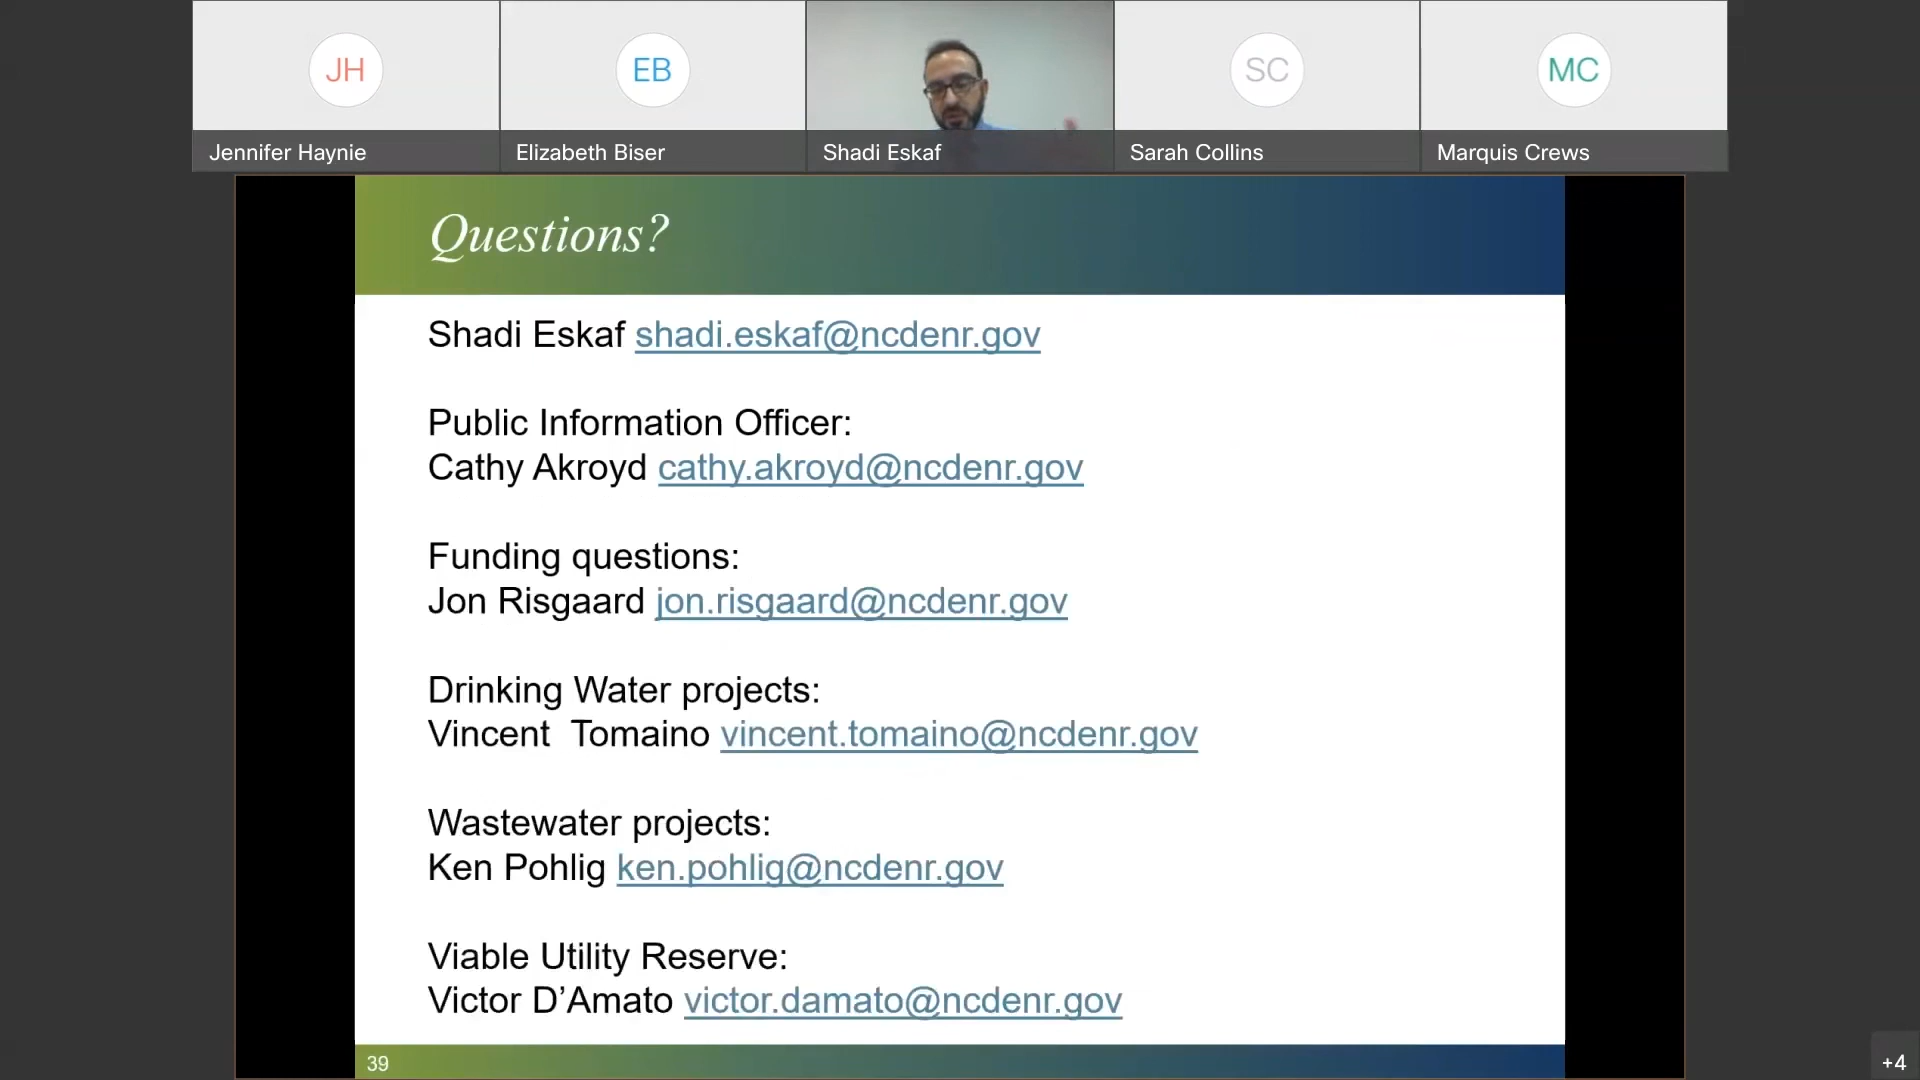 JH
EB
SC
MC
Jennifer Haynie
Elizabeth Biser
Shadi Eskaf
Sarah Collins
Marquis Crews
Questions?
Shadi Eskaf shadi.eskaf@ncdenr.gov
Public Information Officer:
Cathy Akroyd cathy.akroyd@ncdenr.gov
Funding questions:
Jon Risgaard jon.risgaard@ncdenr.gov
Drinking Water projects:
Vincent Tomaino vincent.tomaino@ncdenr.gov
Wastewater projects:
Ken Pohlig ken.pohlig@ncdenr.gov
Viable Utility Reserve:
Victor D’Amato victor.damato@ncdenr.gov
39
+4